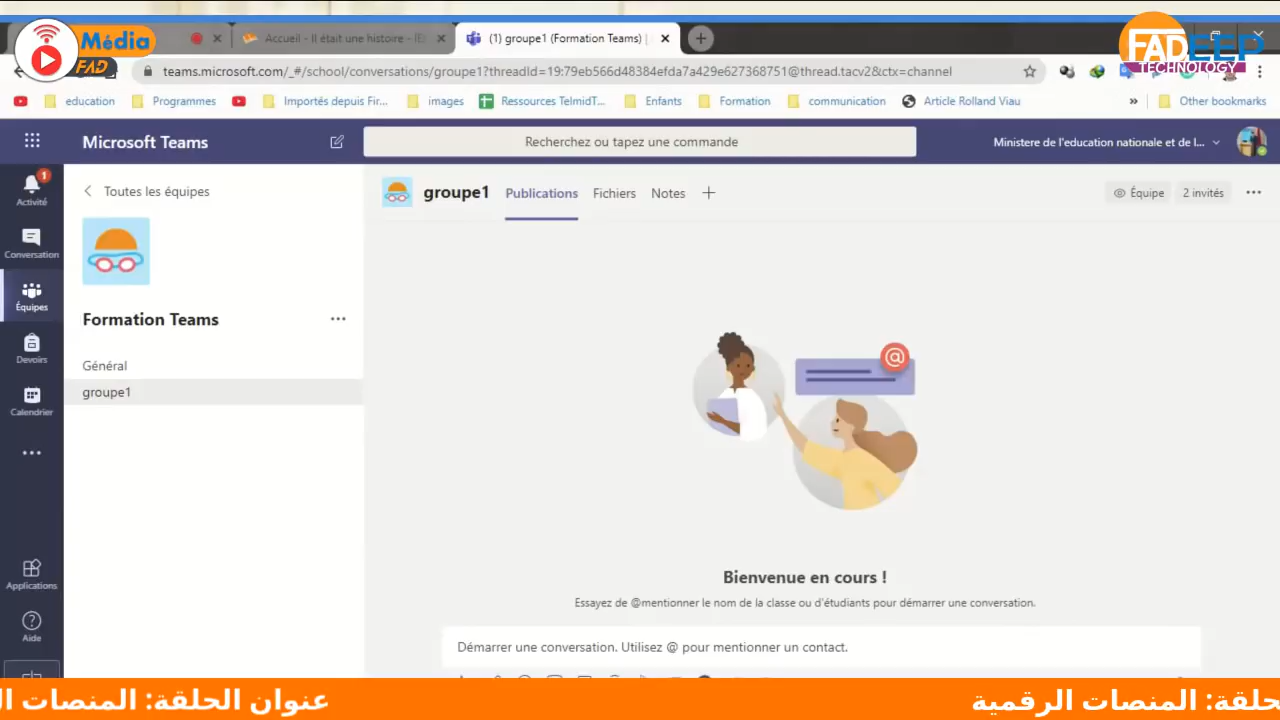 Média
FAD
Accueil - Il était une histoire - IE
(1) groupe1 (Formation Teams) |
FADEEP
TECHNOLOGY
teams.microsoft.com/_#/school/conversations/groupe1?threadId=19:79eb566d48384efda7a429e627368751@thread.tacv2&ctx=channel
education
Programmes
Importés depuis Fir...
images
Ressources TelmidT...
Enfants
Formation
communication
Article Rolland Viau
»
Other bookmarks
Microsoft Teams
Recherchez ou tapez une commande
Ministere de l'education nationale et de l...
1
Activité
Conversation
Équipes
Devoirs
Calendrier
Applications
Aide
Toutes les équipes
Formation Teams
Général
groupe1
groupe1
Publications
Fichiers
Notes
Équipe
2 invités
@
Bienvenue en cours !
Essayez de @mentionner le nom de la classe ou d'étudiants pour démarrer une conversation.
Démarrer une conversation. Utilisez @ pour mentionner un contact.
حلقة: المنصات الرقمية
عنوان الحلقة: المنصات